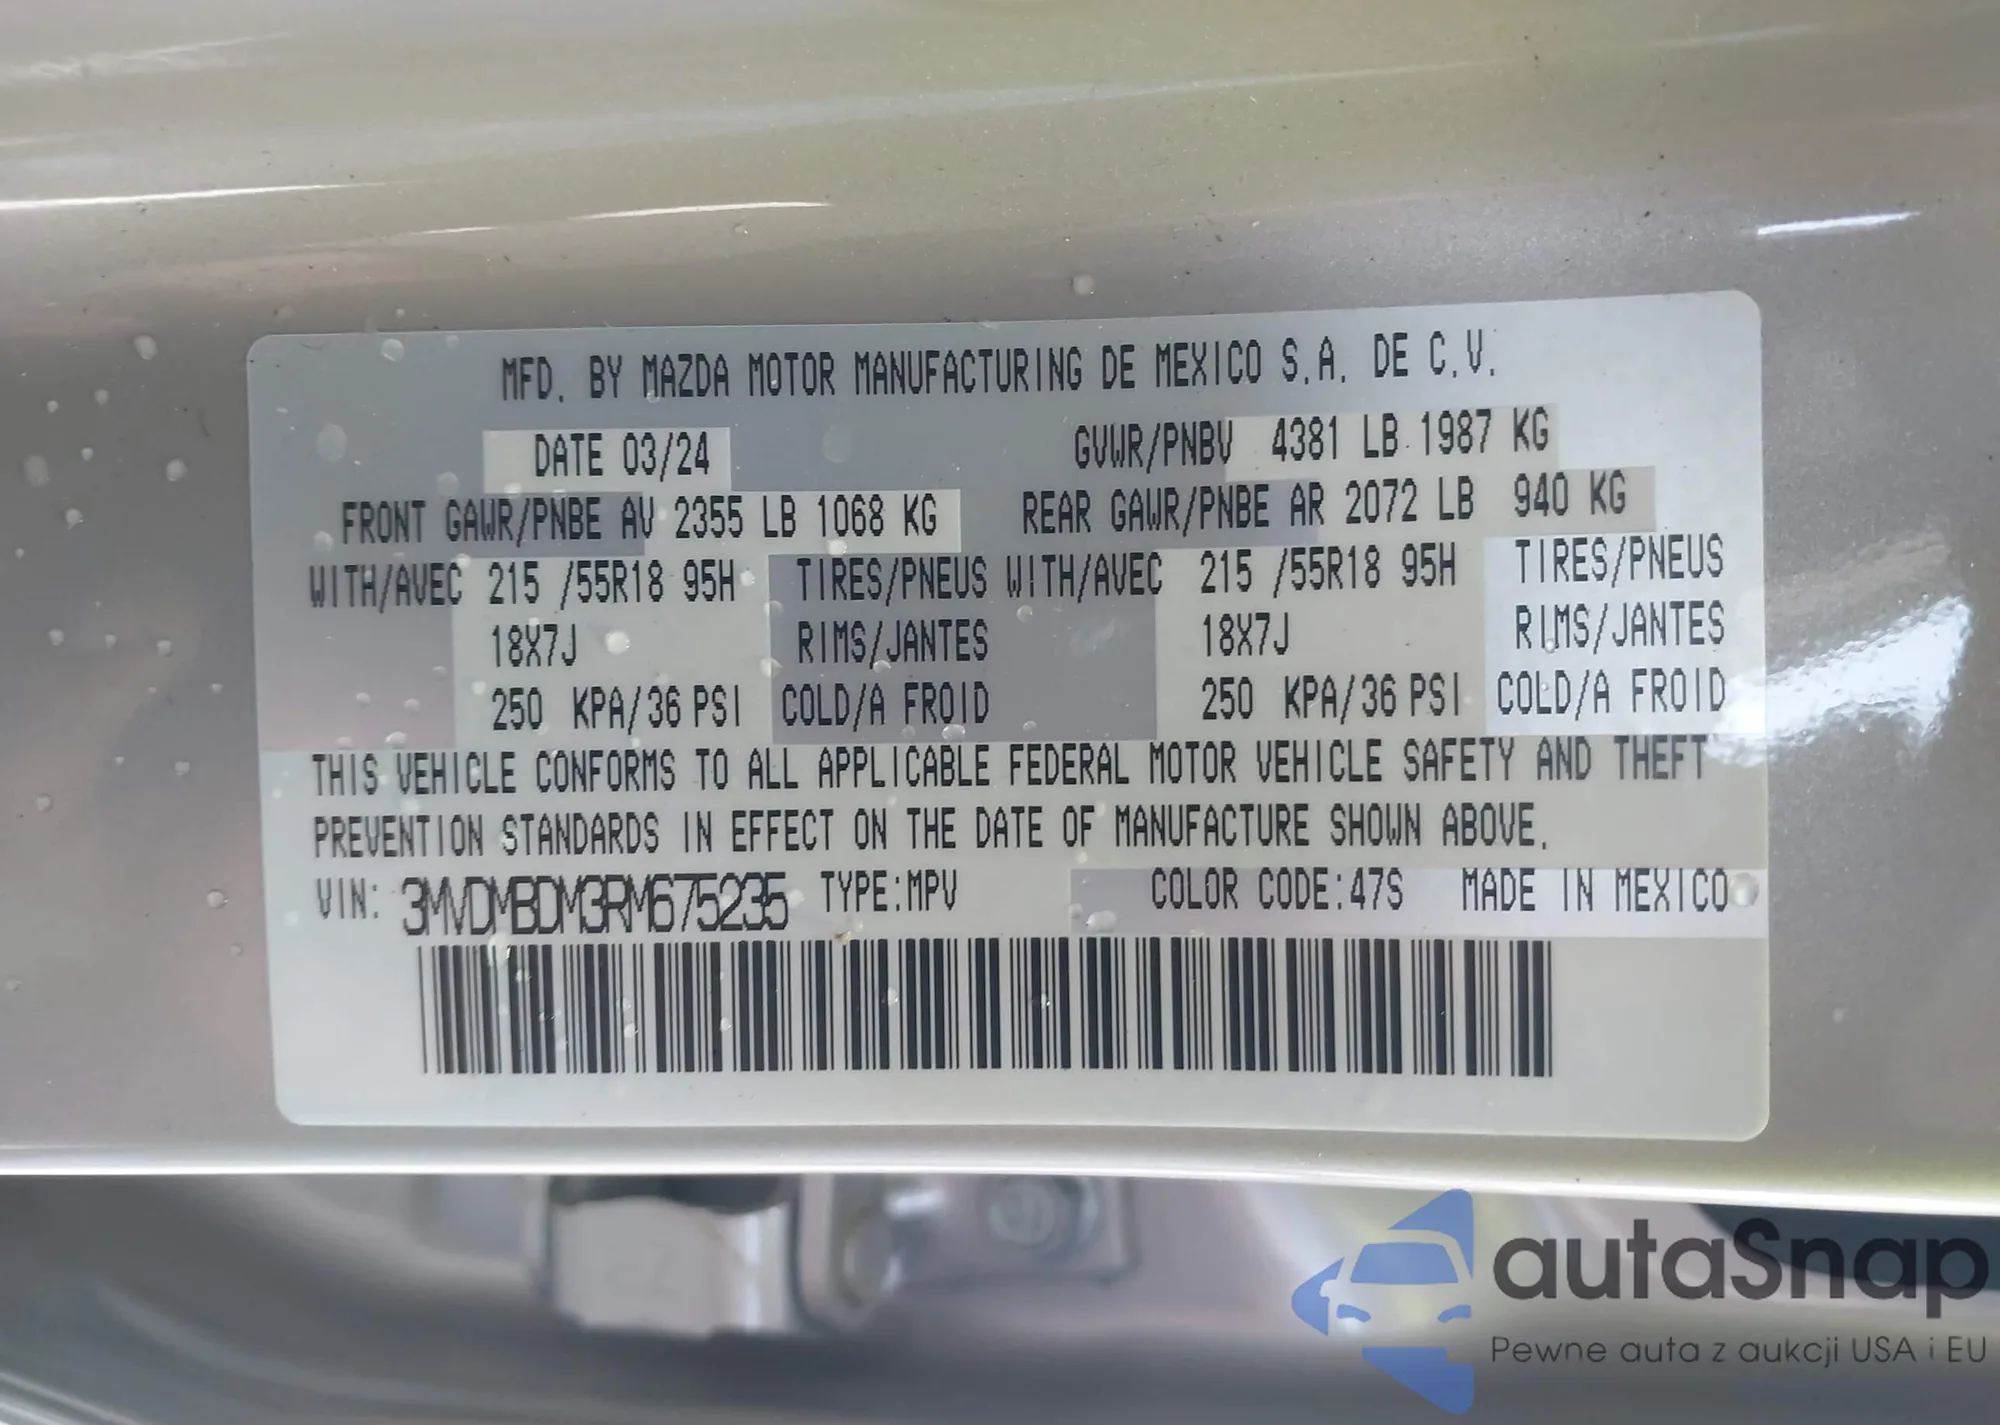 MFD. BY MAZDA MOTOR MANUFACTURING DE MEXICO S.A. DE C.V.
DATE 03/24 GVWR/PNBV 4381 LB 1987 KG
FRONT GAWR/PNBE AV 2355 LB 1068 KG REAR GAWR/PNBE AR 2072 LB 940 KG
WITH/AVEC 215 /55R18 95H TIRES/PNEUS WITH/AVEC 215 /55R18 95H TIRES/PNEUS
18X7J RIMS/JANTES 18X7J RIMS/JANTES
250 KPA/36 PSI COLD/A FROID 250 KPA/36 PSI COLD/A FROID
THIS VEHICLE CONFORMS TO ALL APPLICABLE FEDERAL MOTOR VEHICLE SAFETY AND THEFT
PREVENTION STANDARDS IN EFFECT ON THE DATE OF MANUFACTURE SHOWN ABOVE.
VIN: 3MVDMBDM3RM675235 TYPE:MPV COLOR CODE:47S MADE IN MEXICO
autaSnap
Pewne auta z aukcji USA i EU